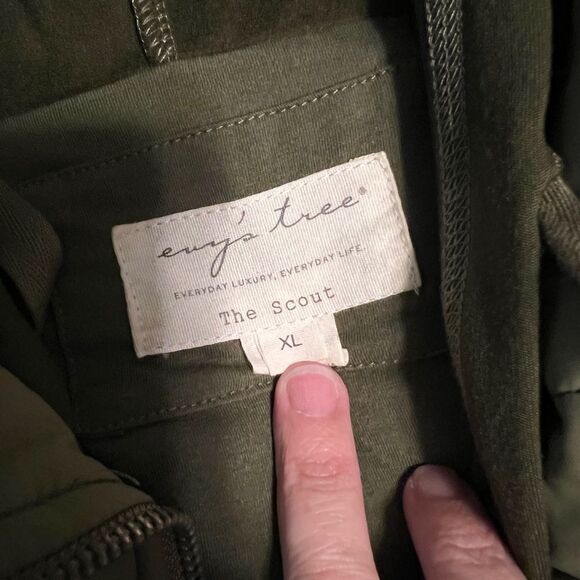 evy's tree®
EVERYDAY LUXURY, EVERYDAY LIFE.
The Scout
XL